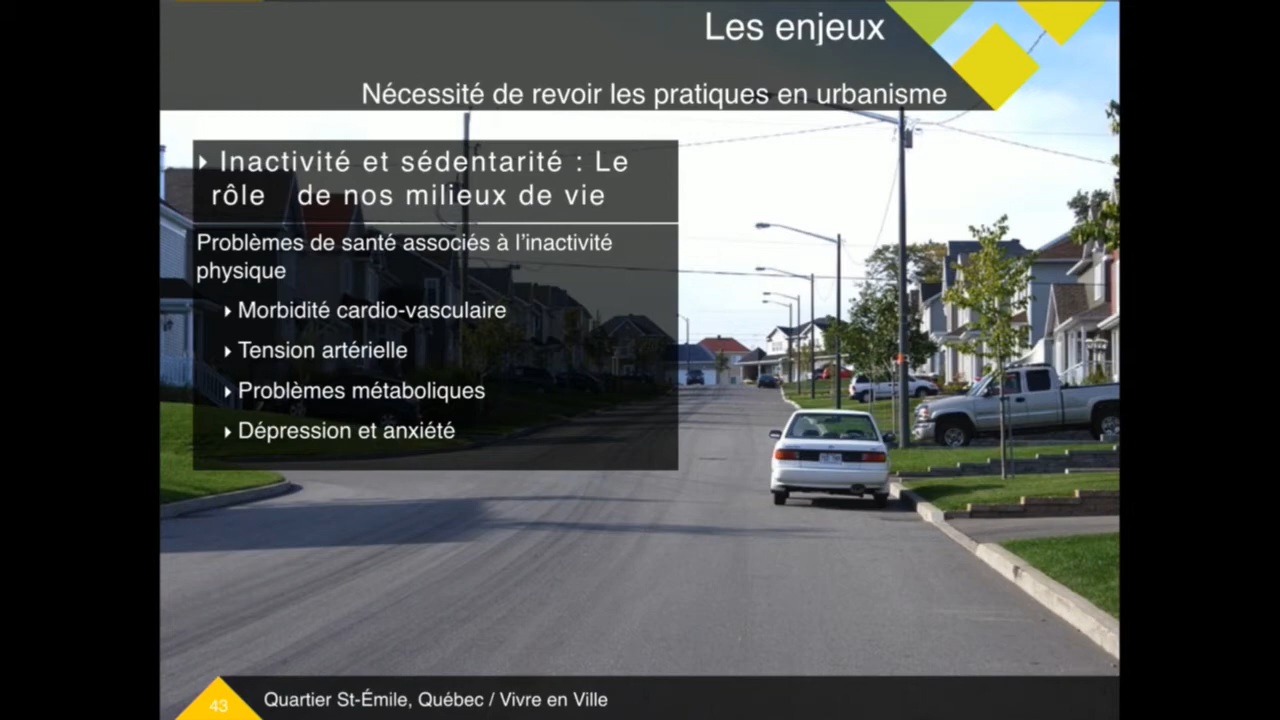 Les enjeux
Nécessité de revoir les pratiques en urbanisme
Inactivité et sédentarité : Le
rôle de nos milieux de vie
Problèmes de santé associés à l'inactivité
physique
Morbidité cardio-vasculaire
Tension artérielle
Problèmes métaboliques
Dépression et anxiété
43
Quartier St-Émile, Québec / Vivre en Ville